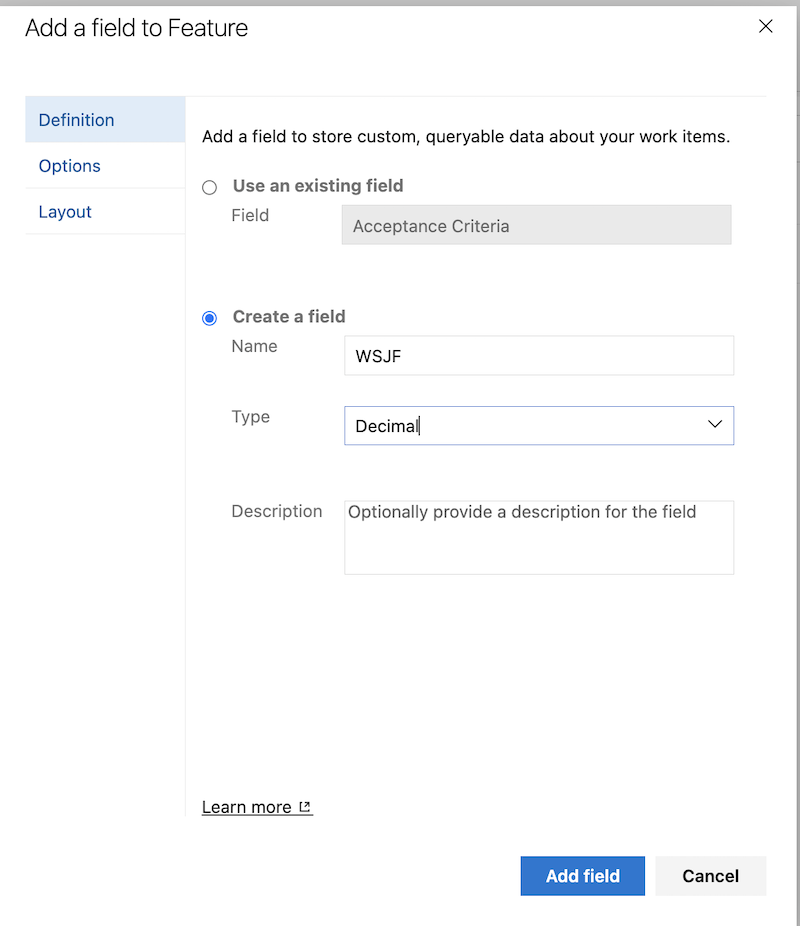 Add a field to Feature
Definition
Options
Layout
Add a field to store custom, queryable data about your work items.
Use an existing field
Field
Acceptance Criteria
Create a field
Name
WSJF
Type
Decimal
Description
Optionally provide a description for the field
Learn more
Add field
Cancel